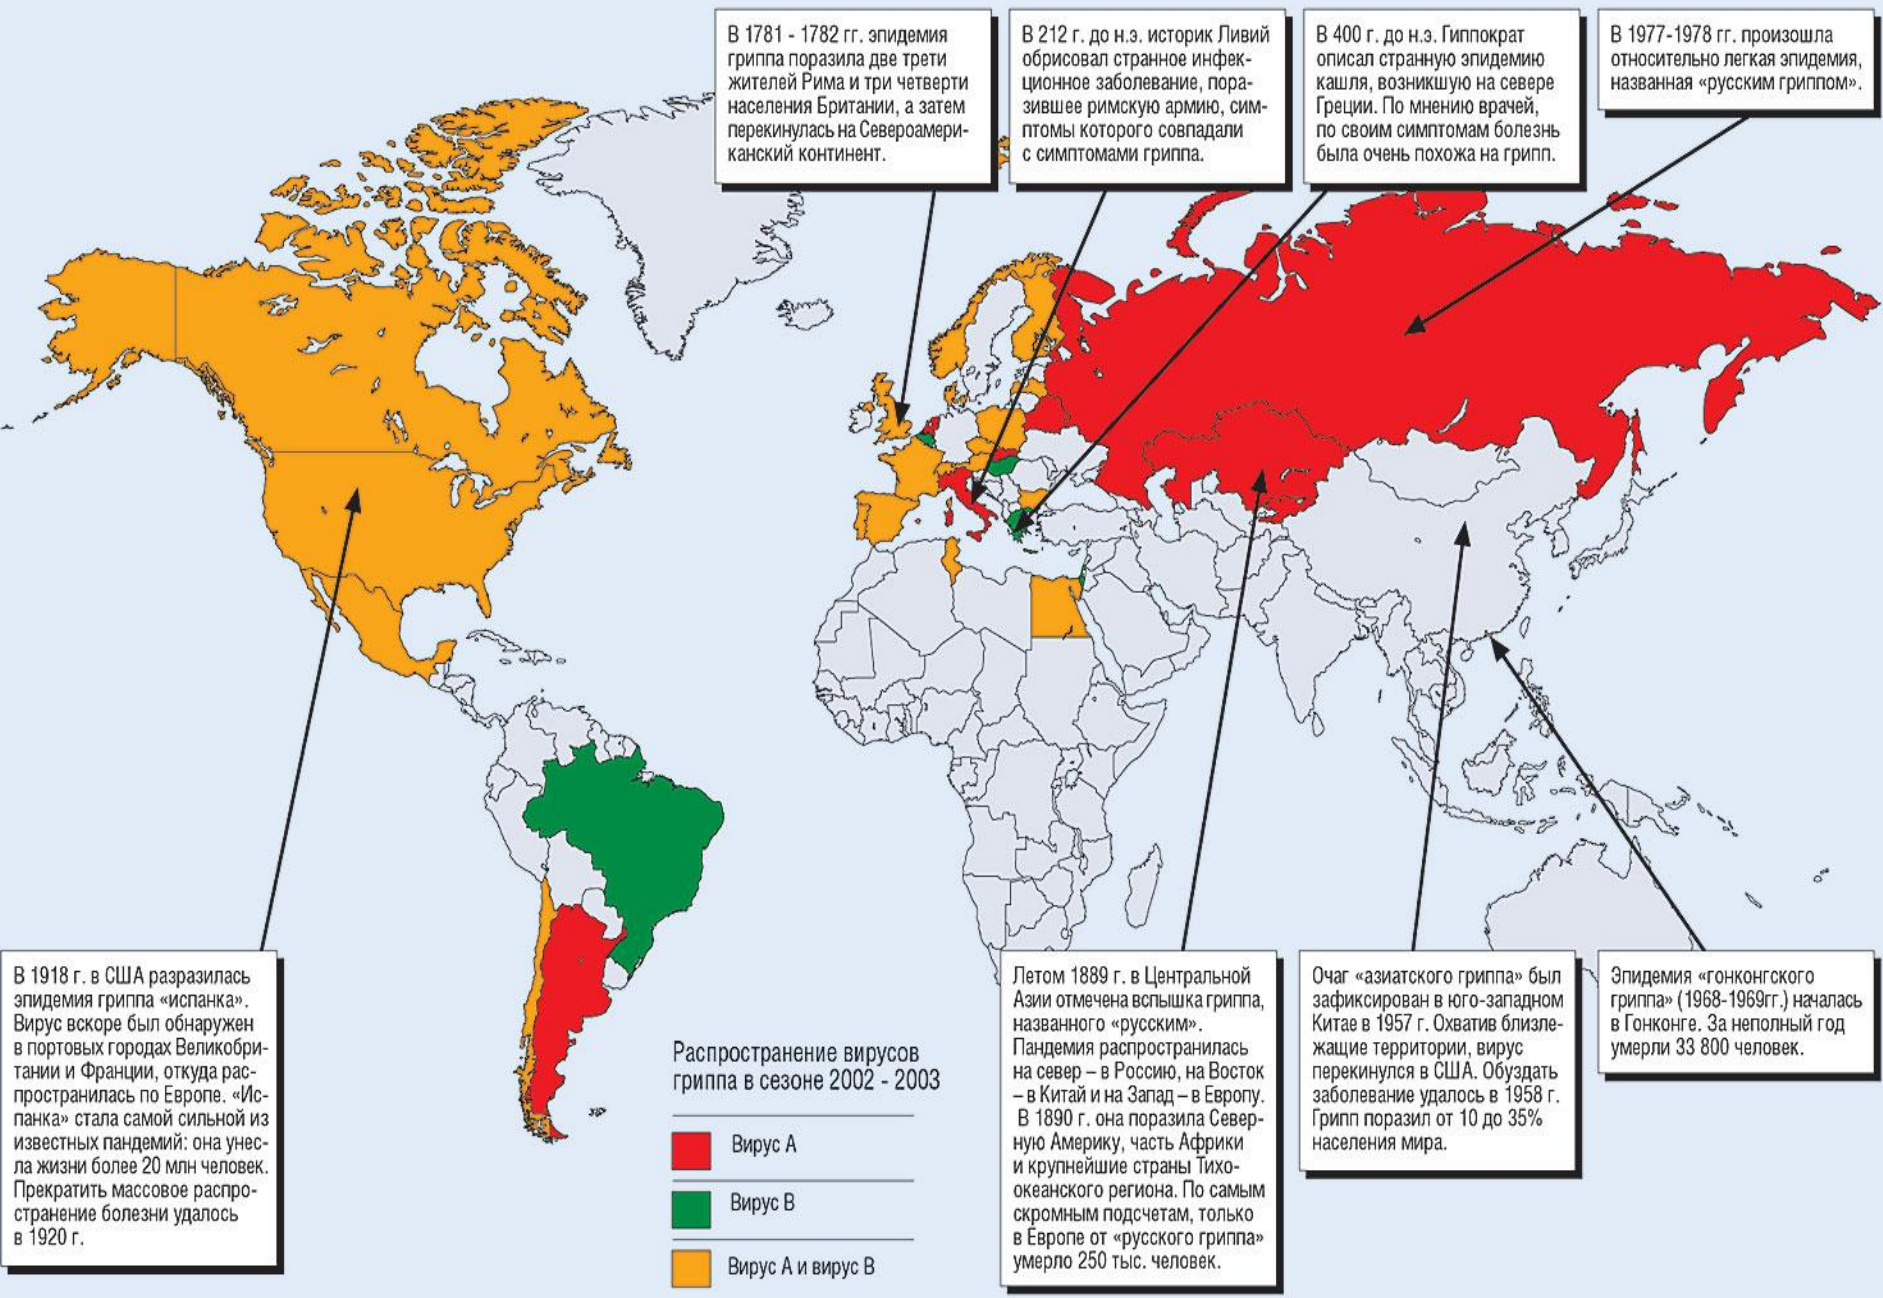 В 1781 - 1782 гг. эпидемия
гриппа поразила две трети
жителей Рима и три четверти
населения Британии, а затем
перекинулась на Североамери-
канский континент.
В 212 г. до н.э. историк Ливий
обрисовал странное инфек-
ционное заболевание, пора-
зившее римскую армию, сим-
птомы которого совпадали
с симптомами гриппа.
В 400 г. до н.э. Гиппократ
описал странную эпидемию
кашля, возникшую на севере
Греции. По мнению врачей,
по своим симптомам болезнь
была очень похожа на грипп.
В 1977-1978 гг. произошла
относительно легкая эпидемия,
названная «русским гриппом».
В 1918 г. в США разразилась
эпидемия гриппа «испанка».
Вирус вскоре был обнаружен
в портовых городах Великобри-
тании и Франции, откуда рас-
пространилась по Европе. «Ис-
панка» стала самой сильной из
известных пандемий: она унес-
ла жизни более 20 млн человек.
Прекратить массовое распро-
странение болезни удалось
в 1920 г.
Распространение вирусов
гриппа в сезоне 2002 - 2003
Вирус А
Вирус В
Вирус А и вирус В
Летом 1889 г. в Центральной
Азии отмечена вспышка гриппа,
названного «русским».
Пандемия распространилась
на север – в Россию, на Восток
– в Китай и на Запад – в Европу.
В 1890 г. она поразила Север-
ную Америку, часть Африки
и крупнейшие страны Тихо-
океанского региона. По самым
скромным подсчетам, только
в Европе от «русского гриппа»
умерло 250 тыс. человек.
Очаг «азиатского гриппа» был
зафиксирован в юго-западном
Китае в 1957 г. Охватив близле-
жащие территории, вирус
перекинулся в США. Обуздать
заболевание удалось в 1958 г.
Грипп поразил от 10 до 35%
населения мира.
Эпидемия «гонконгского
гриппа» (1968-1969гг.) началась
в Гонконге. За неполный год
умерли 33 800 человек.